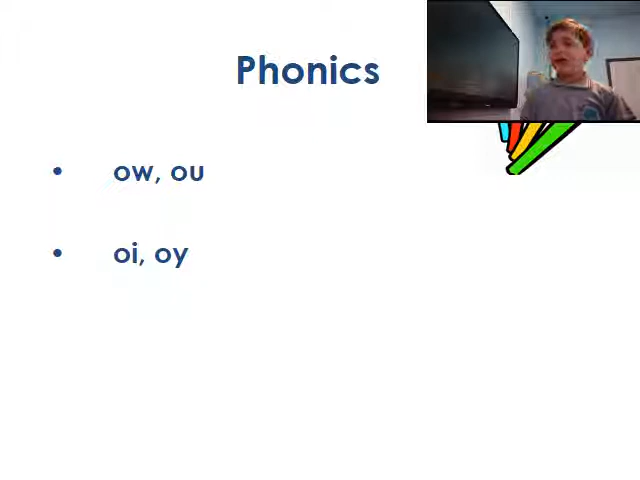 Phonics
• ow, ou
• oi, oy